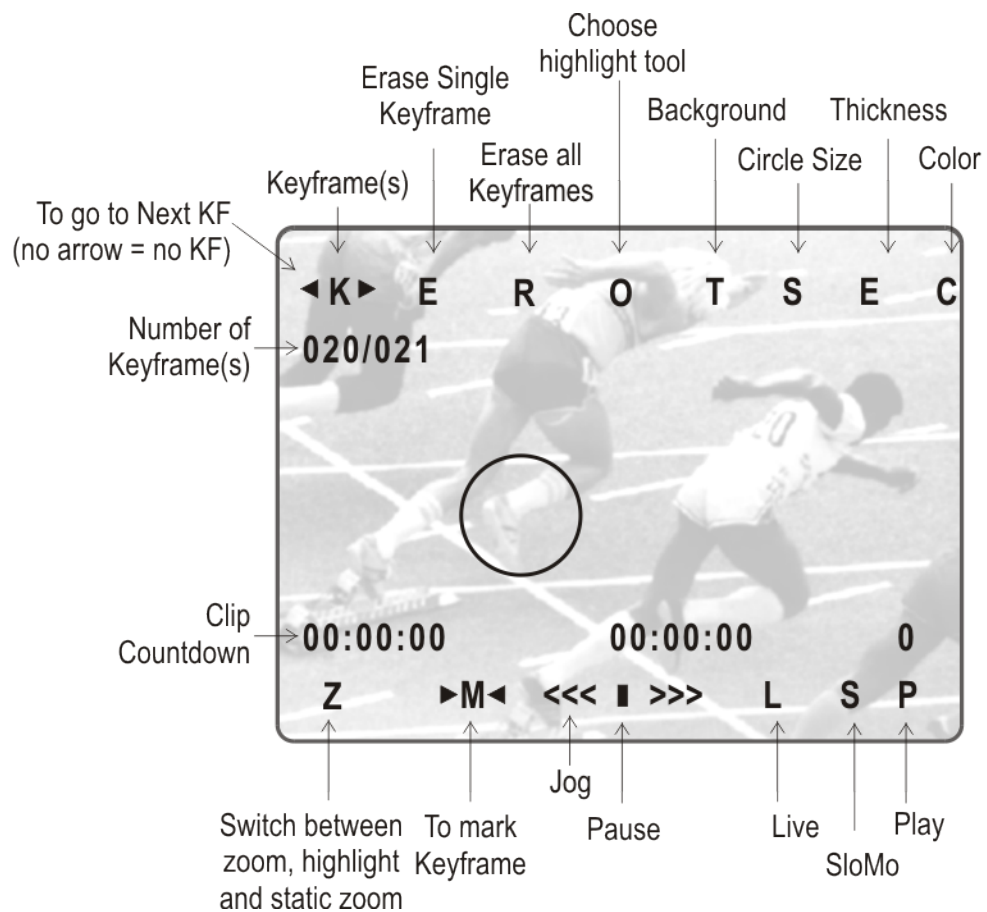 Choose
highlight tool
Erase Single
Keyframe
Background
Thickness
Erase all
Keyframes
Circle Size
Color
Keyframe(s)
To go to Next KF
(no arrow = no KF)
◄ K ► E R O T S E C
Number of
Keyframe(s)
020/021
Clip
Countdown
00:00:00 00:00:00 0
Z ►M◄ <<< ▮ >>> L S P
Jog
Switch between
zoom, highlight
and static zoom
To mark
Keyframe
Pause
Live
SloMo
Play